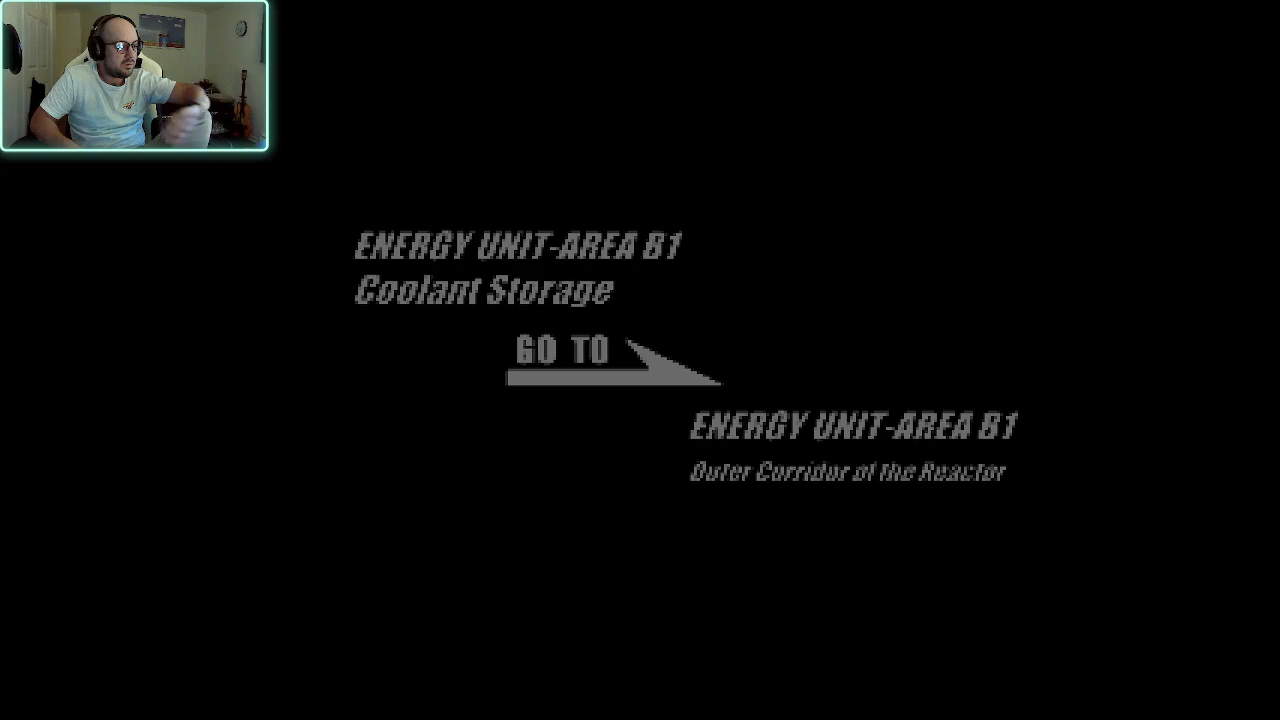 ENERGY UNIT-AREA B1
Coolant Storage
GO TO
ENERGY UNIT-AREA B1
Outer Corridor of the Reactor